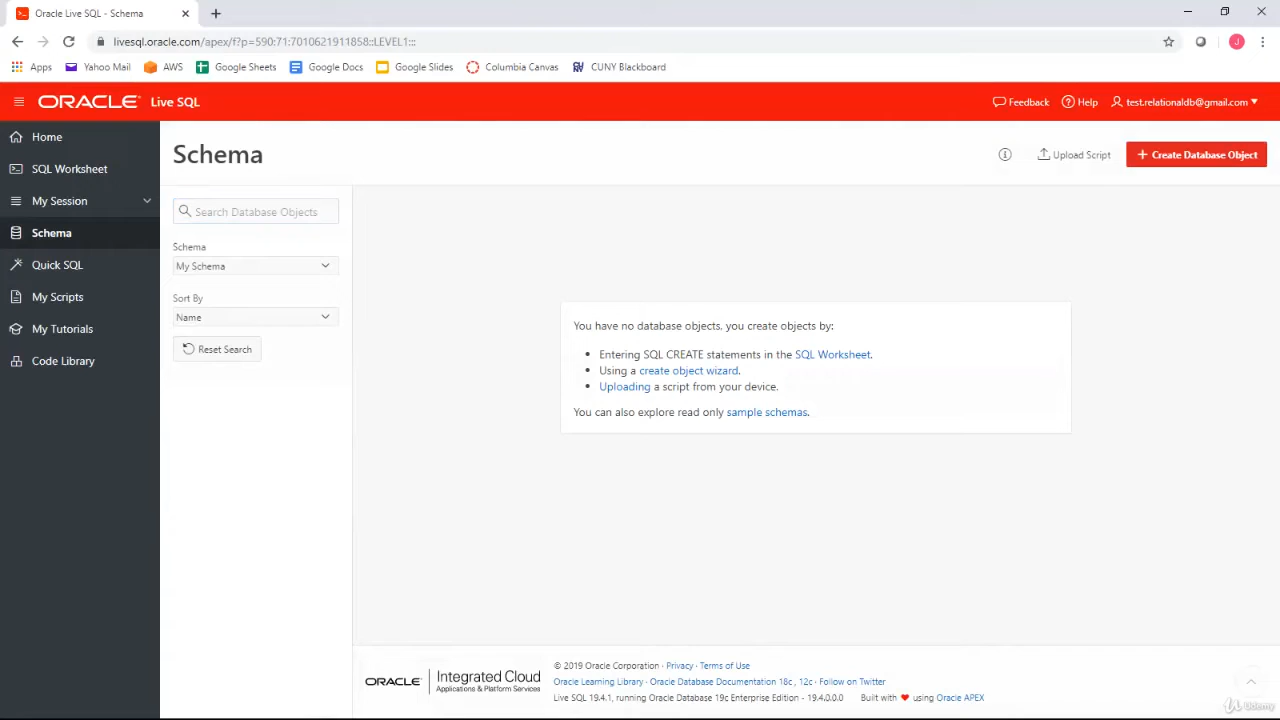 Oracle Live SQL - Schema
livesql.oracle.com/apex/f?p=590:71:7010621911858::LEVEL1:::
J
Apps Yahoo Mail AWS Google Sheets Google Docs Google Slides Columbia Canvas CUNY Blackboard
ORACLE Live SQL Feedback Help test.relationaldb@gmail.com
Home
SQL Worksheet
My Session
Schema
Quick SQL
My Scripts
My Tutorials
Code Library
Schema
Upload Script
Create Database Object
Search Database Objects
Schema
My Schema
Sort By
Name
Reset Search
You have no database objects, you create objects by:
• Entering SQL CREATE statements in the SQL Worksheet.
• Using a create object wizard.
• Uploading a script from your device.
You can also explore read only sample schemas.
ORACLE Integrated Cloud
Applications & Platform Services
© 2019 Oracle Corporation · Privacy · Terms of Use
Oracle Learning Library · Oracle Database Documentation 18c, 12c · Follow on Twitter
Live SQL 19.4.1, running Oracle Database 19c Enterprise Edition - 19.4.0.0.0 Built with ❤ using Oracle APEX
Udemy